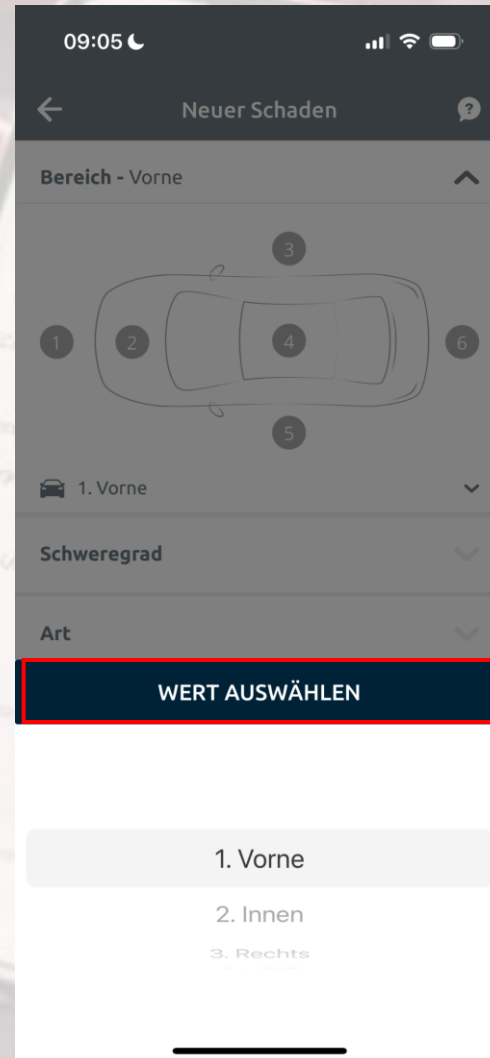 09:05
Neuer Schaden
?
Bereich - Vorne
3
1
2
4
6
5
1. Vorne
Schweregrad
Art
WERT AUSWÄHLEN
1. Vorne
2. Innen
3. Rechts